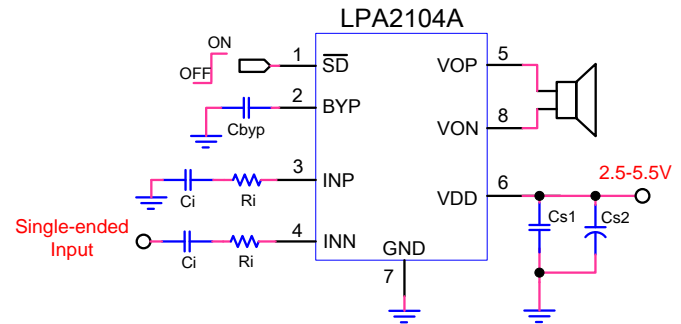 LPA2104A
ON
OFF
1
SD
VOP
5
2
BYP
Cbyp
VON
8
3
INP
Ci
Ri
VDD
6
2.5-5.5V
Single-ended
Input
4
INN
Ci
Ri
GND
7
Cs1
Cs2